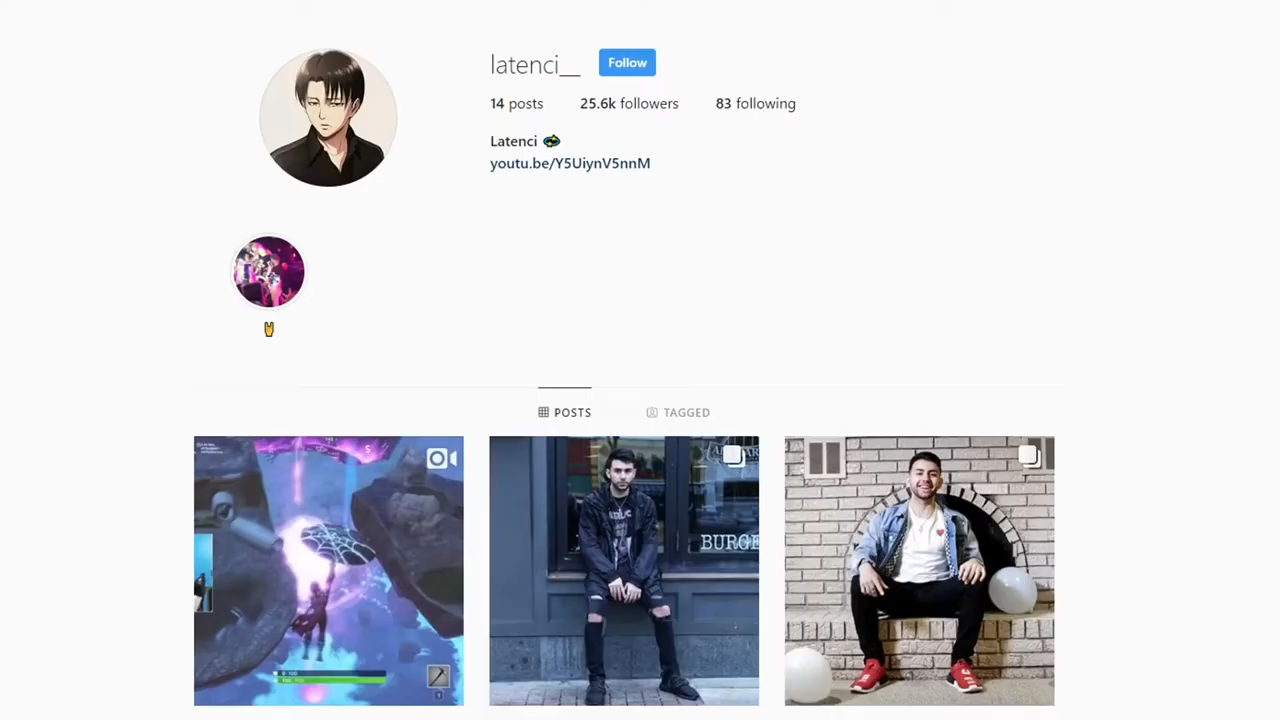 latenci__ Follow
14 posts 25.6k followers 83 following
Latenci
youtu.be/Y5UiynV5nnM
POSTS TAGGED
BURGE